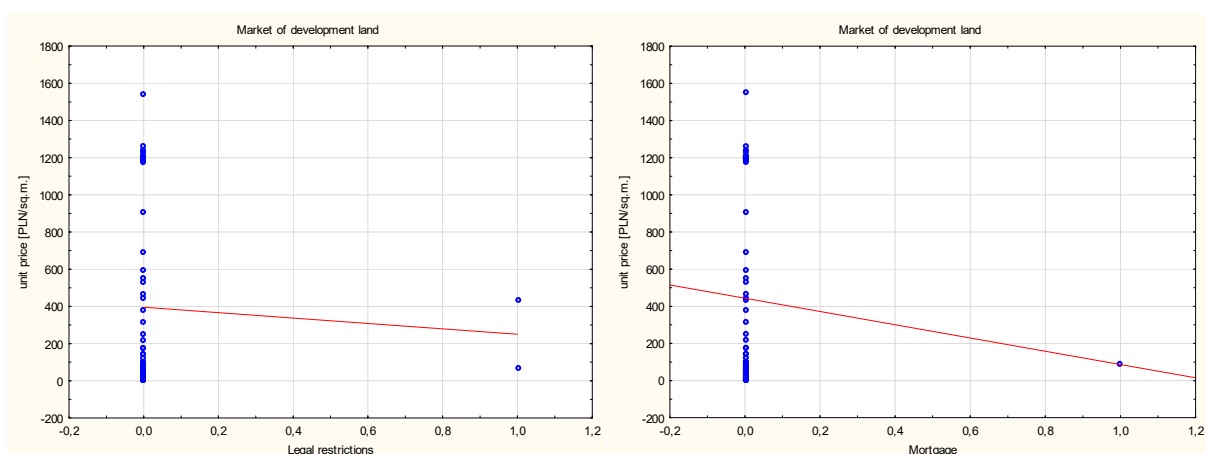 Market of development land
1800
1600
1400
1200
1000
800
600
400
200
0
-200
unit price [PLN/sq.m.]
-0,2 0,0 0,2 0,4 0,6 0,8 1,0 1,2
Legal restrictions
Market of development land
1800
1600
1400
1200
1000
800
600
400
200
0
-200
unit price [PLN/sq.m.]
-0,2 0,0 0,2 0,4 0,6 0,8 1,0 1,2
Mortgage